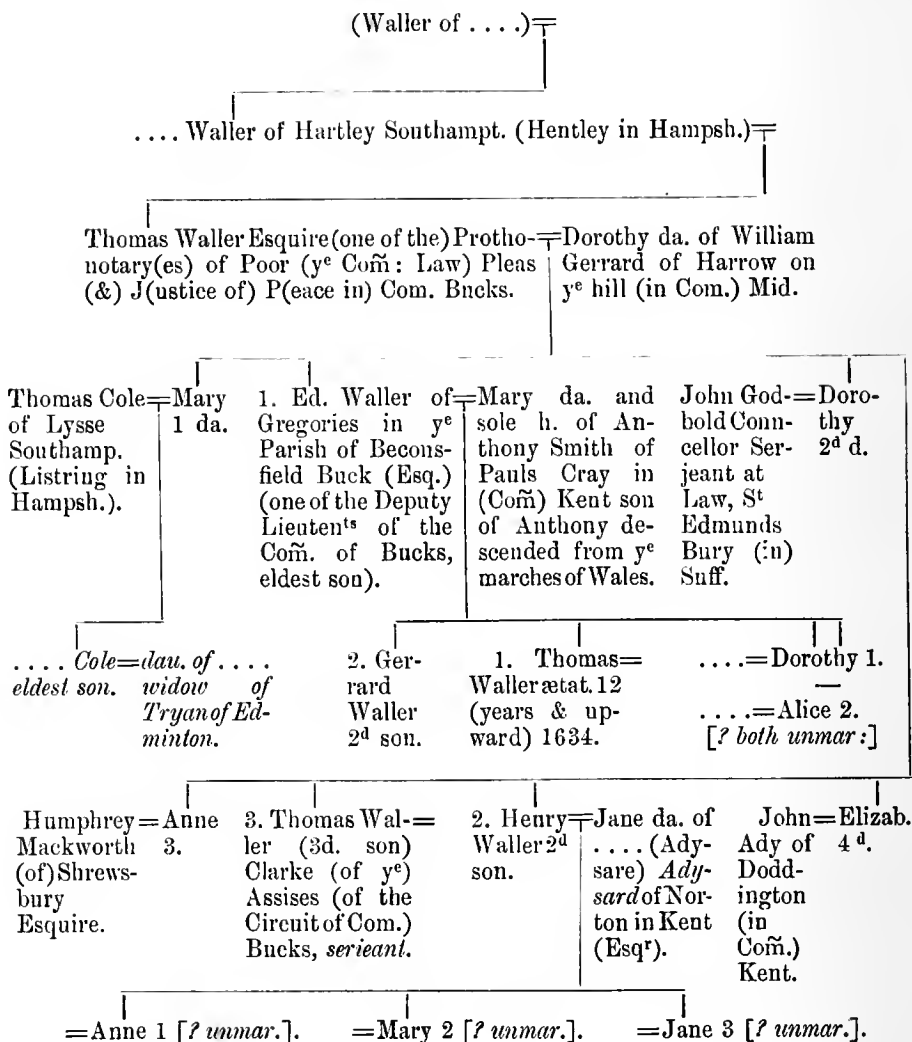 (Waller of . . . .)
. . . . Waller of Hartley Southampt. (Hentley in Hampsh.)
Thomas Waller Esquire (one of the) Protho-
notary(es) of Poor (yᵉ Com̃ : Law) Pleas
(&) J(ustice of) P(eace in) Com. Bucks.
=Dorothy da. of William
Gerrard of Harrow on
yᵉ hill (in Com.) Mid.
Thomas Cole
of Lysse
Southamp.
(Listring in
Hampsh.).
=Mary
1 da.
1. Ed. Waller of
Gregories in yᵉ
Parish of Becons-
field Buck (Esq.)
(one of the Deputy
Lieutenᵗˢ of the
Com̃. of Bucks,
eldest son).
=Mary da. and
sole h. of An-
thony Smith of
Pauls Cray in
(Com̃) Kent son
of Anthony de-
scended from yᵉ
marches of Wales.
John God-
bold Coun-
cellor Ser-
jeant at
Law, Sᵗ
Edmunds
Bury (in)
Suff.
=Doro-
thy
2ᵈ d.
. . . . Cole=
eldest son.
dau. of . . . .
widow of
Tryan of Ed-
minton.
2. Ger-
rard
Waller
2ᵈ son.
1. Thomas=
Waller ætat. 12
(years & up-
ward) 1634.
. . . .=Dorothy 1.
—
. . . .=Alice 2.
[? both unmar :]
Humphrey
Mackworth
(of) Shrews-
bury
Esquire.
=Anne
3.
3. Thomas Wal-=
ler (3d. son)
Clarke (of yᵉ)
Assises (of the
Circuit of Com.)
Bucks, serieant.
2. Henry
Waller 2ᵈ
son.
=Jane da. of
. . . . (Ady-
sare) Ady-
sard of Nor-
ton in Kent
(Esqʳ).
John
Ady of
Dodd-
ington
(in
Com̃.)
Kent.
=Elizab.
4 ᵈ.
=Anne 1 [? unmar.]. =Mary 2 [? unmar.]. =Jane 3 [? unmar.].